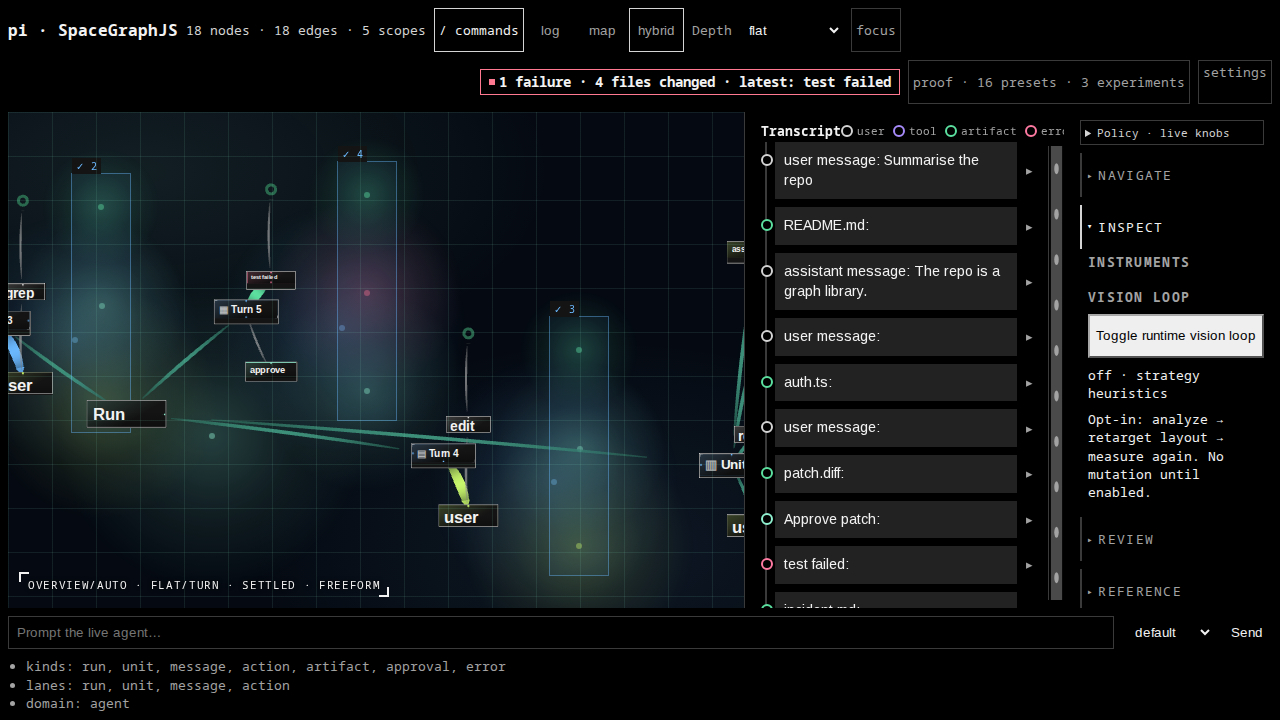 pi · SpaceGraphJS 18 nodes · 18 edges · 5 scopes / commands log map hybrid Depth flat focus
1 failure · 4 files changed · latest: test failed proof · 16 presets · 3 experiments settings
✓ 2
✓ 4
✓ 3
grep
3
user
test failed
Turn 5
approve
Run
edit
Turn 4
user
ass
Unit
us
OVERVIEW/AUTO · FLAT/TURN · SETTLED · FREEFORM
Transcript user tool artifact erro
user message: Summarise the
repo
README.md:
assistant message: The repo is a
graph library.
user message:
auth.ts:
user message:
patch.diff:
Approve patch:
test failed:
incident.md:
Policy · live knobs
NAVIGATE
INSPECT
INSTRUMENTS
VISION LOOP
Toggle runtime vision loop
off · strategy
heuristics
Opt-in: analyze →
retarget layout →
measure again. No
mutation until
enabled.
REVIEW
REFERENCE
Prompt the live agent… default Send
kinds: run, unit, message, action, artifact, approval, error
lanes: run, unit, message, action
domain: agent